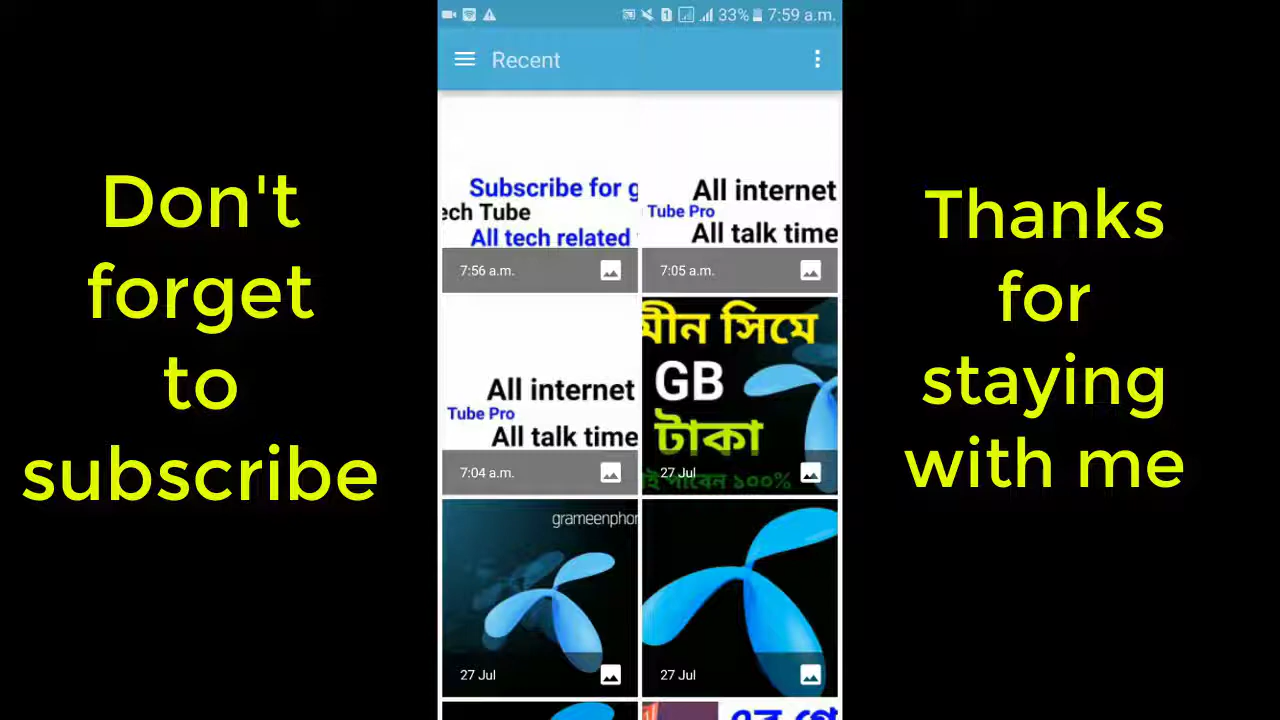 Don't
forget
to
subscribe
33% 7:59 a.m.
Recent
Subscribe for g
ech Tube
All tech related
7:56 a.m.
All internet
Tube Pro
All talk time
7:05 a.m.
All internet
Tube Pro
All talk time
7:04 a.m.
মীন সিমে
GB
টাকা
ই পাবেন ১০০%
27 Jul
grameenphon
27 Jul
27 Jul
Thanks
for
staying
with me